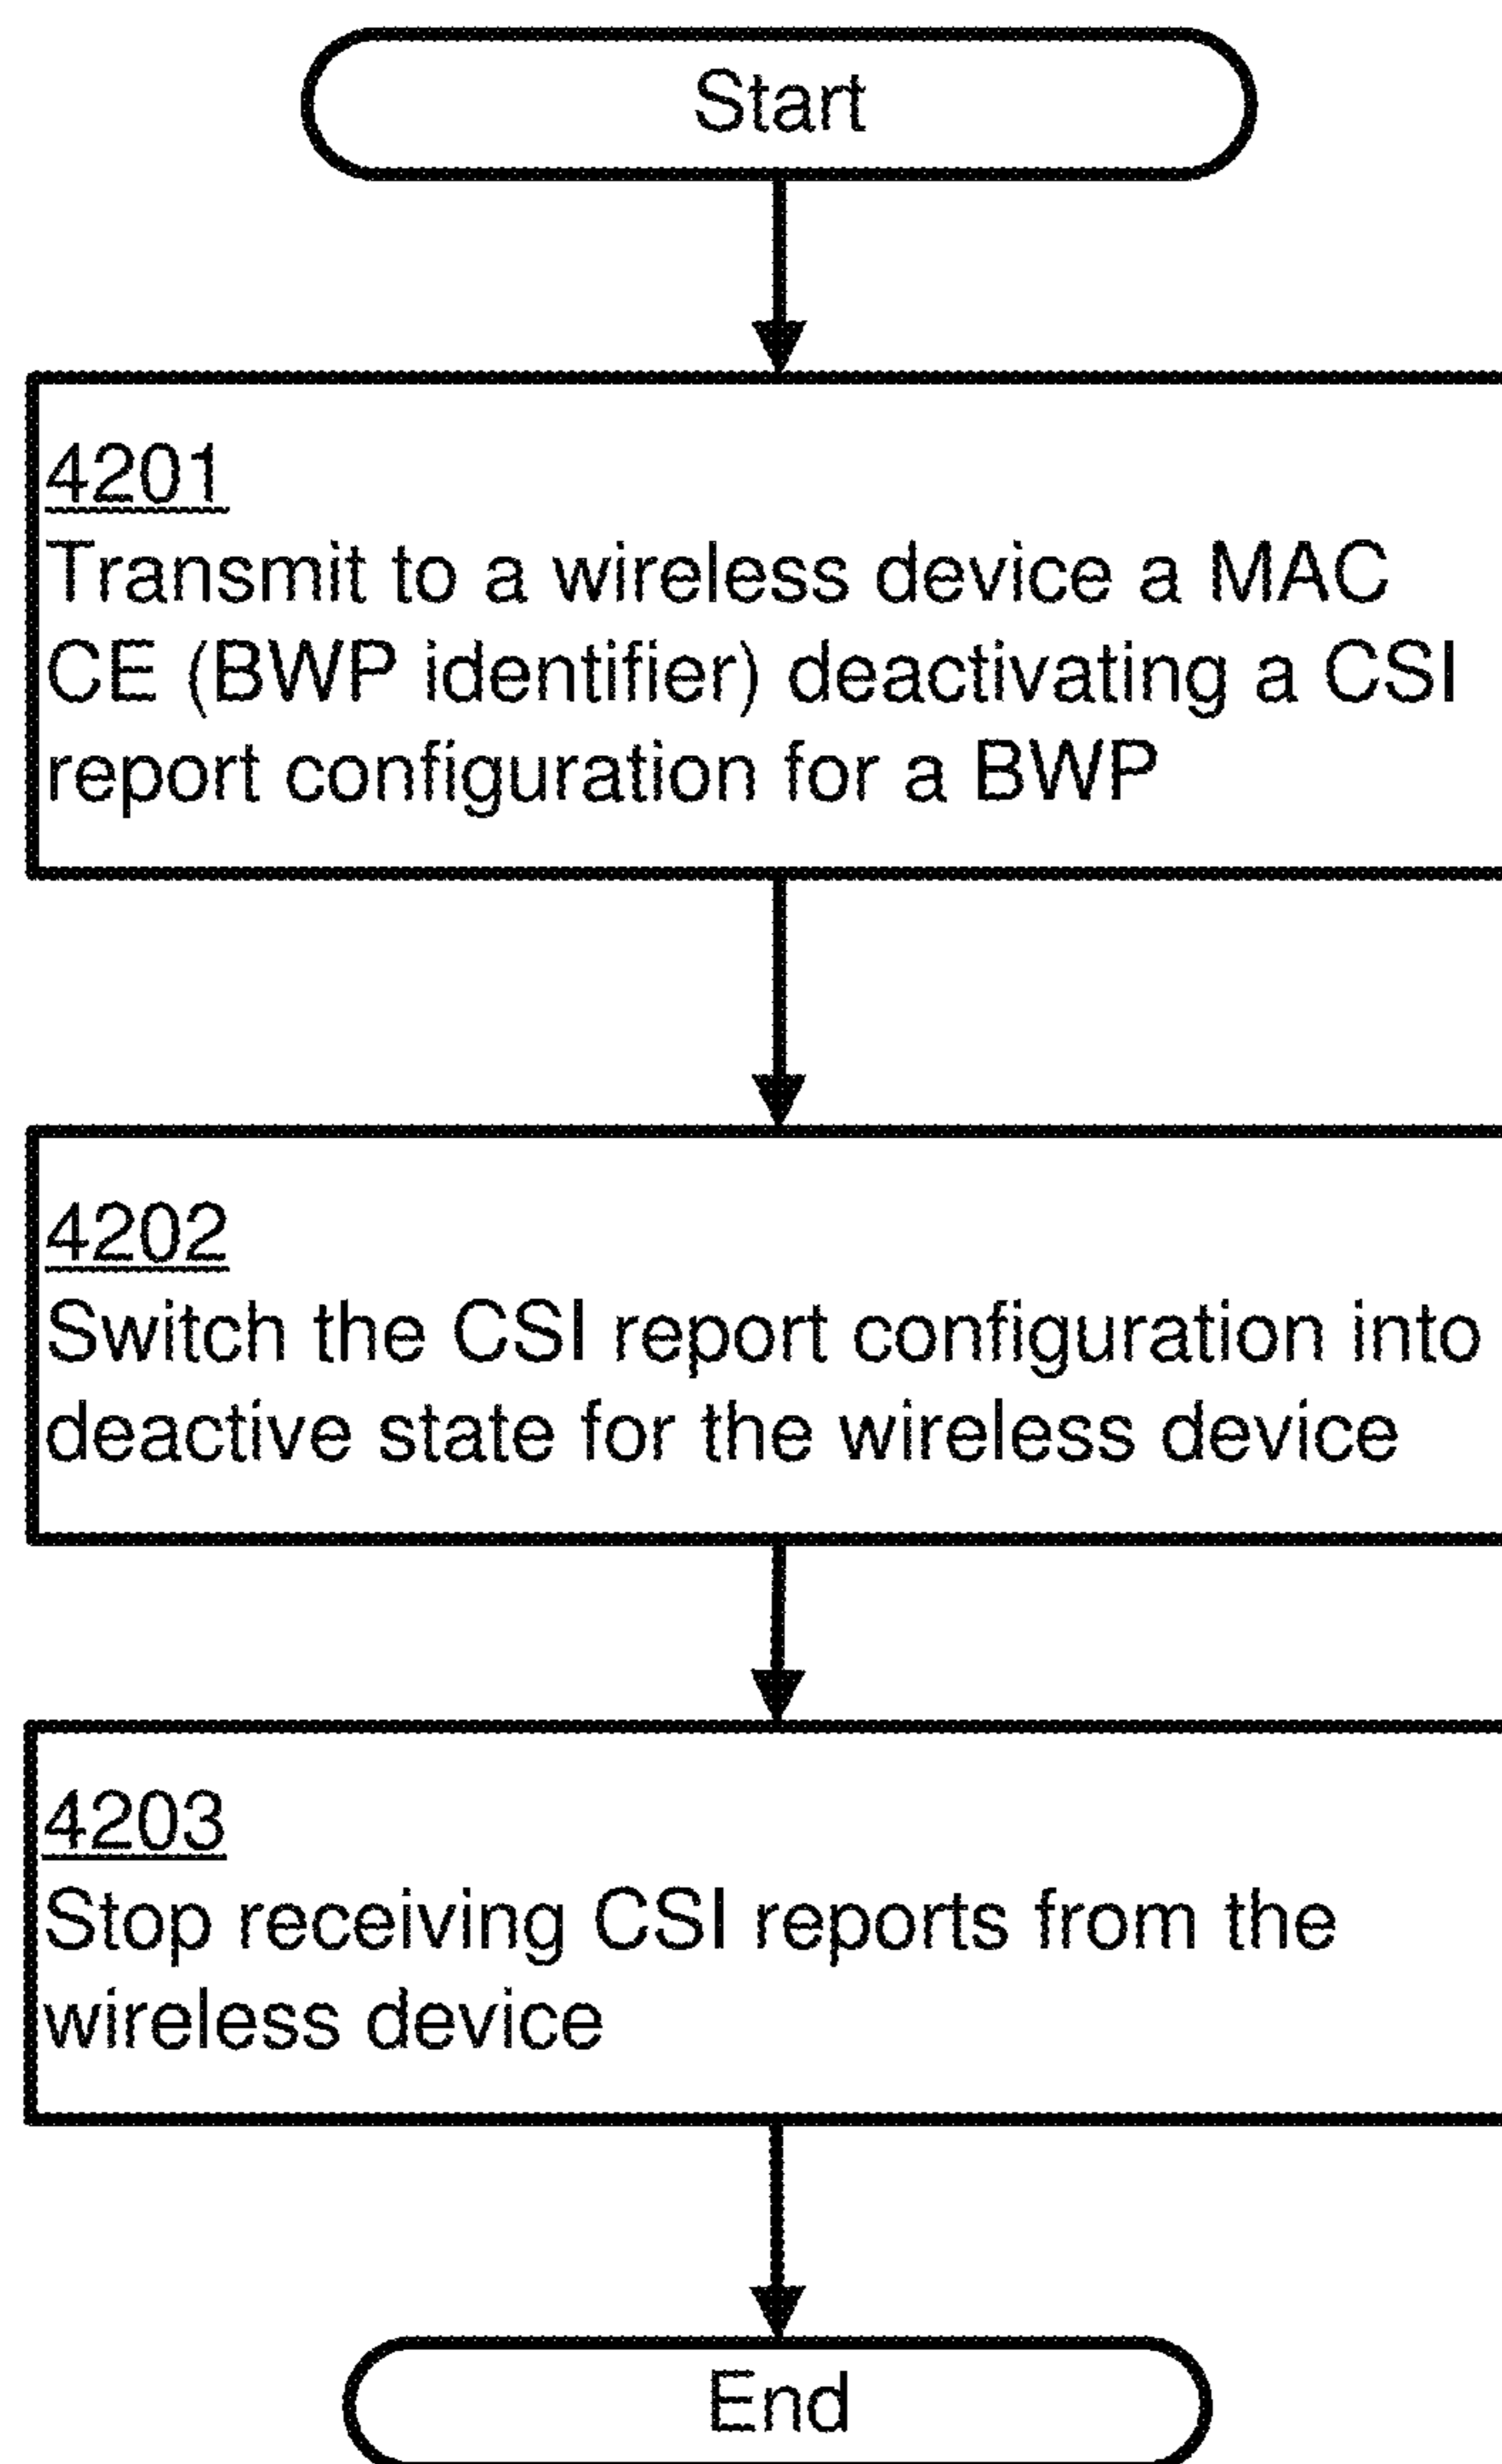 Start
4201
Transmit to a wireless device a MAC
CE (BWP identifier) deactivating a CSI
report configuration for a BWP
4202
Switch the CSI report configuration into
deactive state for the wireless device
4203
Stop receiving CSI reports from the
wireless device
End